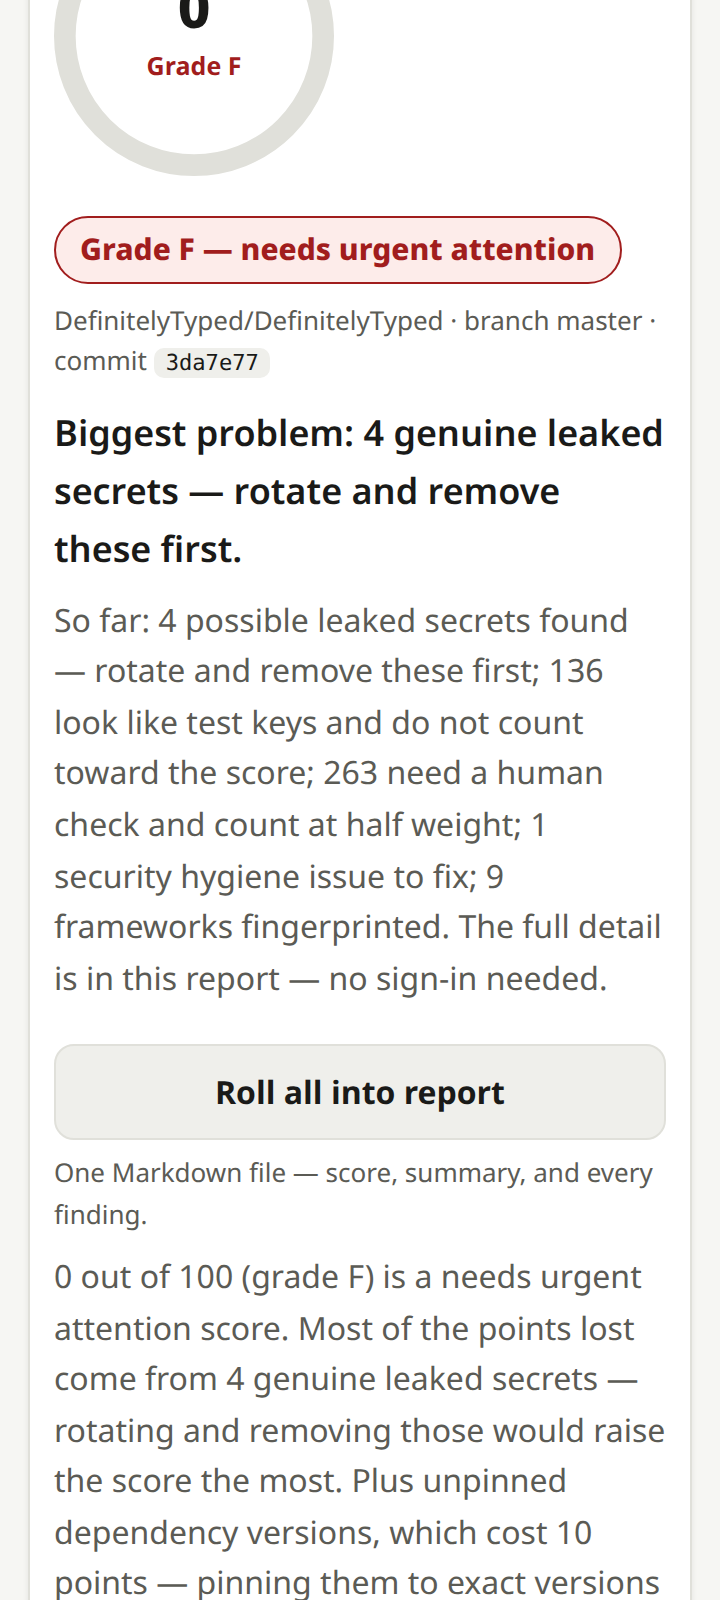 0
Grade F
Grade F — needs urgent attention
DefinitelyTyped/DefinitelyTyped · branch master ·
commit 3da7e77
Biggest problem: 4 genuine leaked
secrets — rotate and remove
these first.
So far: 4 possible leaked secrets found
— rotate and remove these first; 136
look like test keys and do not count
toward the score; 263 need a human
check and count at half weight; 1
security hygiene issue to fix; 9
frameworks fingerprinted. The full detail
is in this report — no sign-in needed.
Roll all into report
One Markdown file — score, summary, and every
finding.
0 out of 100 (grade F) is a needs urgent
attention score. Most of the points lost
come from 4 genuine leaked secrets —
rotating and removing those would raise
the score the most. Plus unpinned
dependency versions, which cost 10
points — pinning them to exact versions